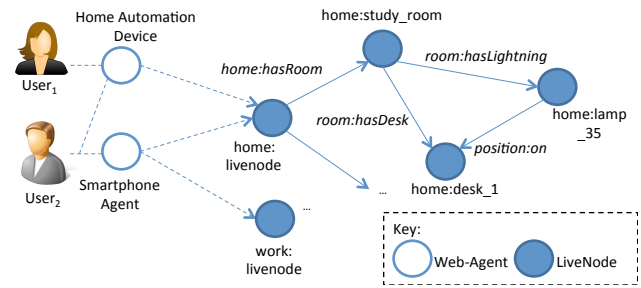 Home Automation
Device
home:study_room
User₁
home:hasRoom
room:hasLightning
home:lamp
_35
room:hasDesk
position:on
home:
livenode
home:desk_1
User₂
Smartphone
Agent
...
...
work:
livenode
Key:
Web-Agent
LiveNode